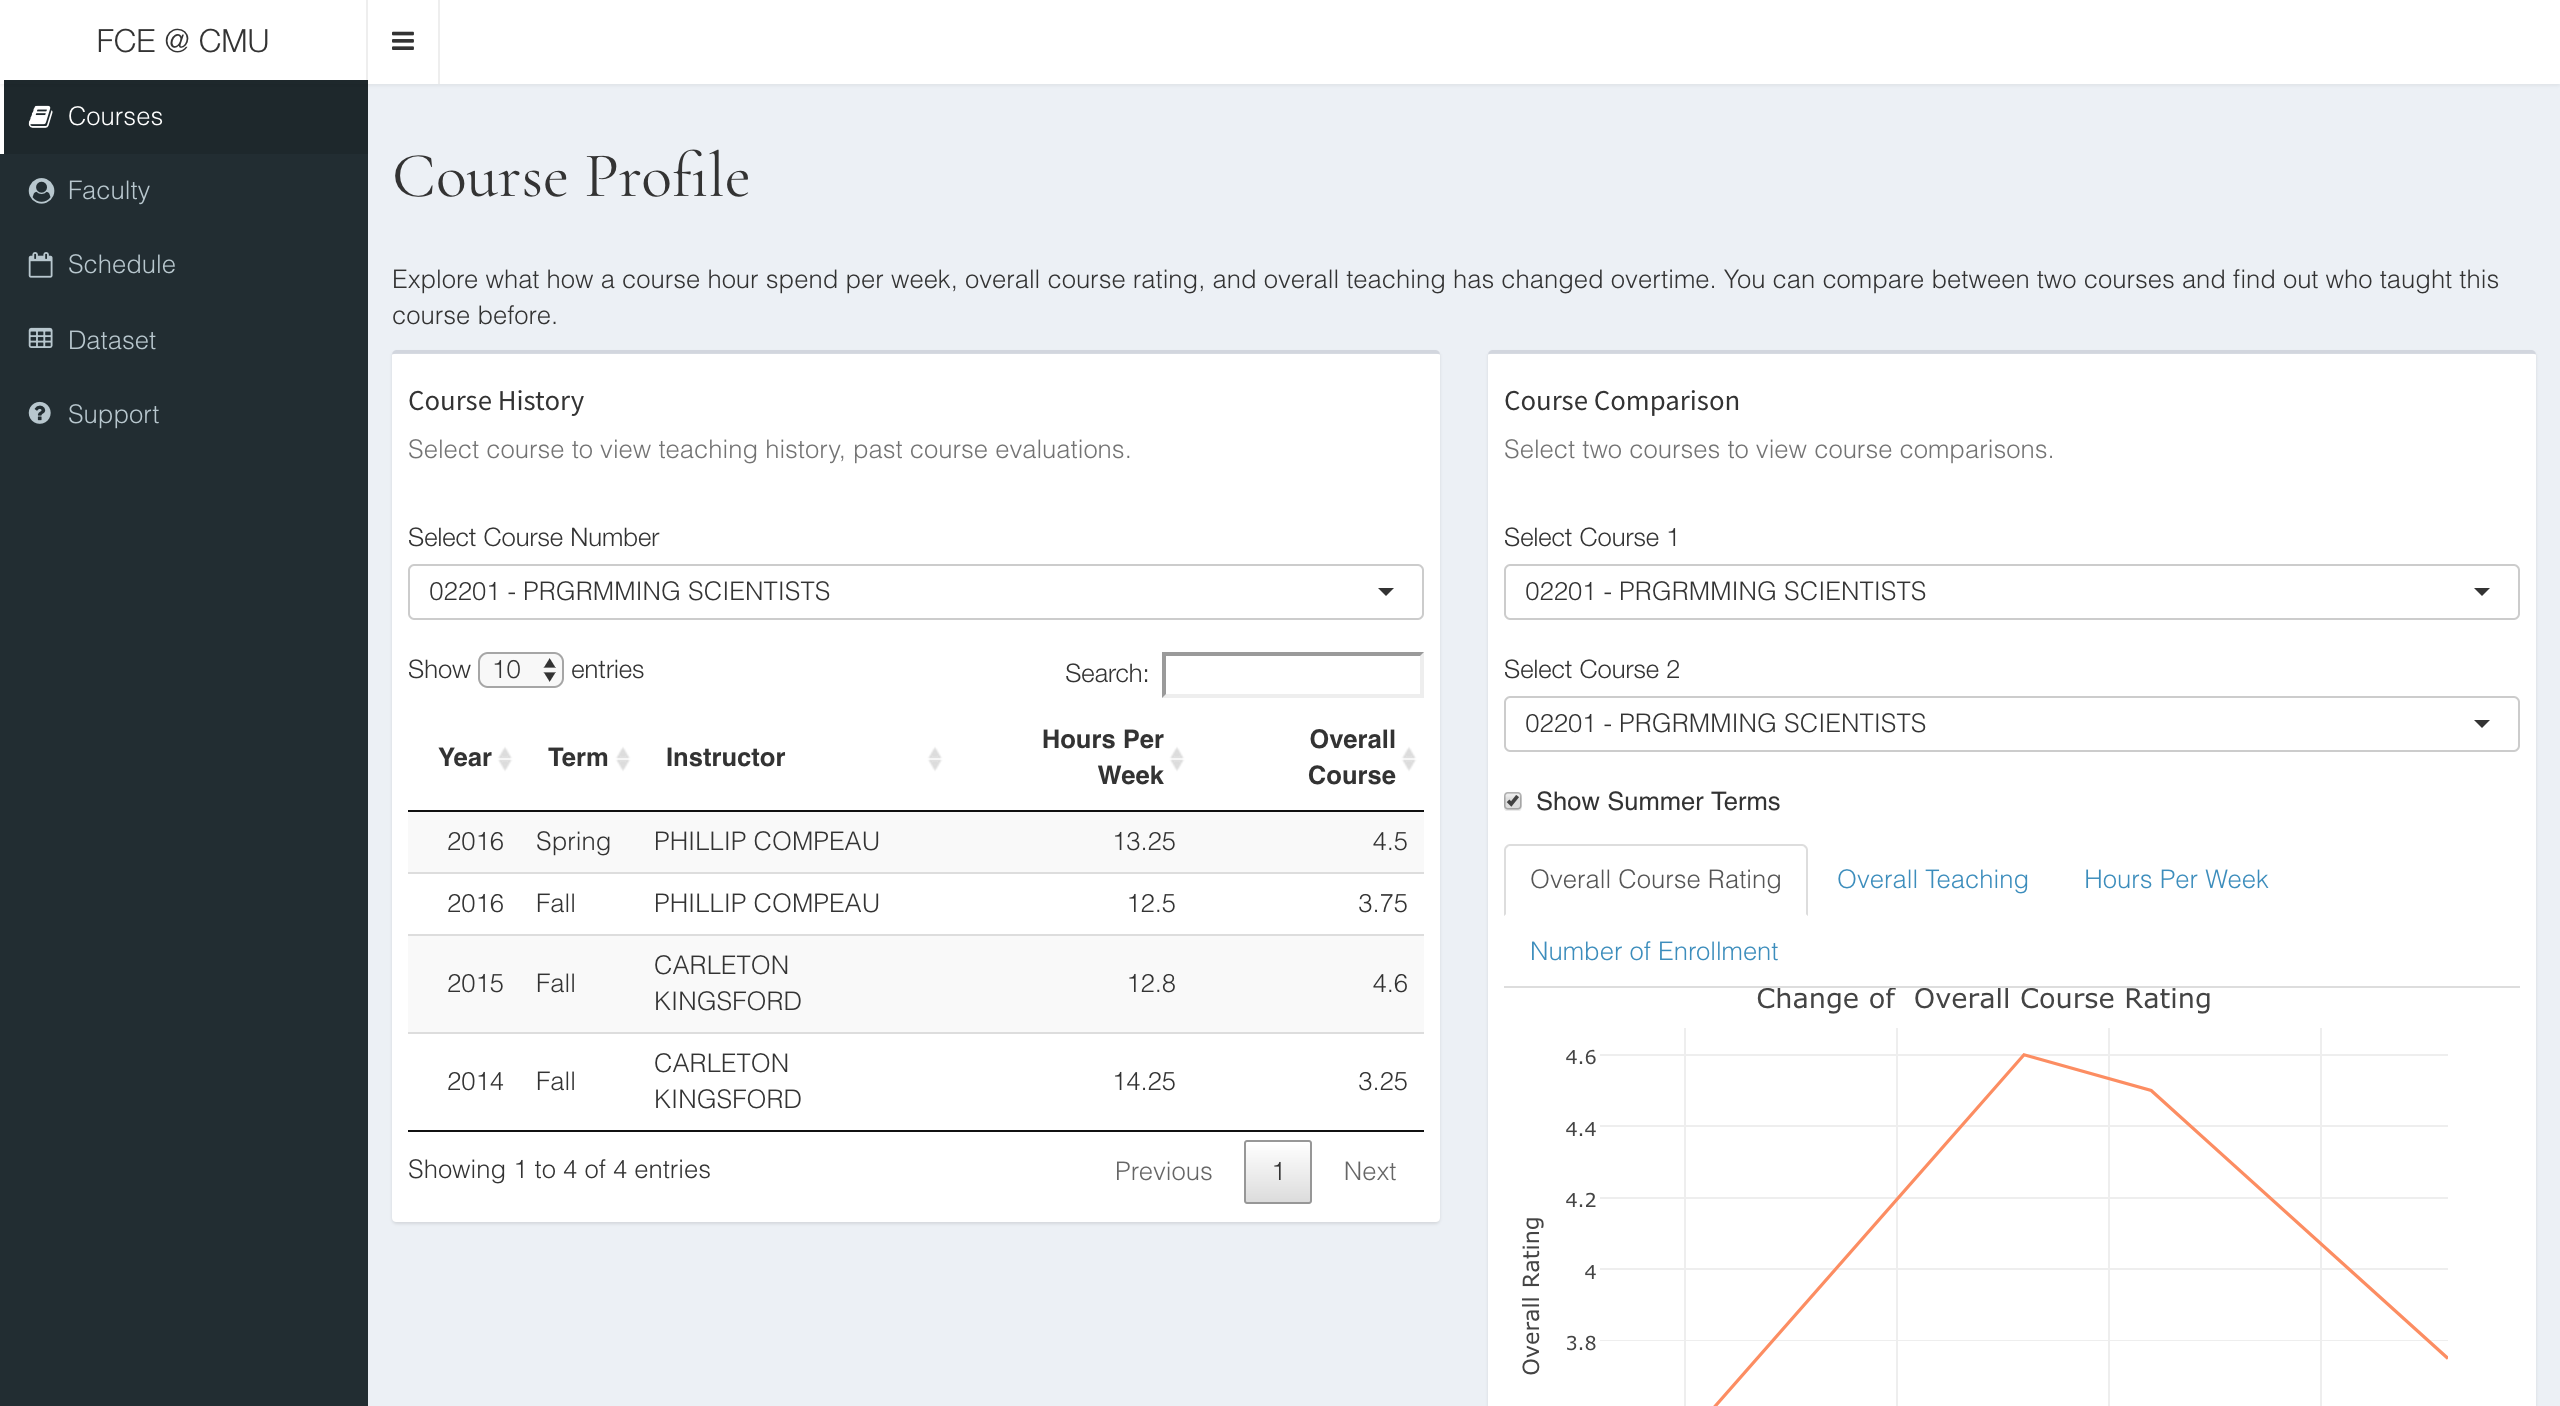 FCE @ CMU
Courses
Faculty
Schedule
Dataset
Support
Course Profile
Explore what how a course hour spend per week, overall course rating, and overall teaching has changed overtime. You can compare between two courses and find out who taught this
course before.
Course History
Select course to view teaching history, past course evaluations.
Select Course Number
02201 - PRGRMMING SCIENTISTS
Show 10 entries
Search:
Year Term Instructor Hours Per Week Overall Course
2016 Spring PHILLIP COMPEAU 13.25 4.5
2016 Fall PHILLIP COMPEAU 12.5 3.75
2015 Fall CARLETON KINGSFORD 12.8 4.6
2014 Fall CARLETON KINGSFORD 14.25 3.25
Showing 1 to 4 of 4 entries
Previous 1 Next
Course Comparison
Select two courses to view course comparisons.
Select Course 1
02201 - PRGRMMING SCIENTISTS
Select Course 2
02201 - PRGRMMING SCIENTISTS
Show Summer Terms
Overall Course Rating Overall Teaching Hours Per Week
Number of Enrollment
Change of Overall Course Rating
4.6
4.4
4.2
4
3.8
Overall Rating